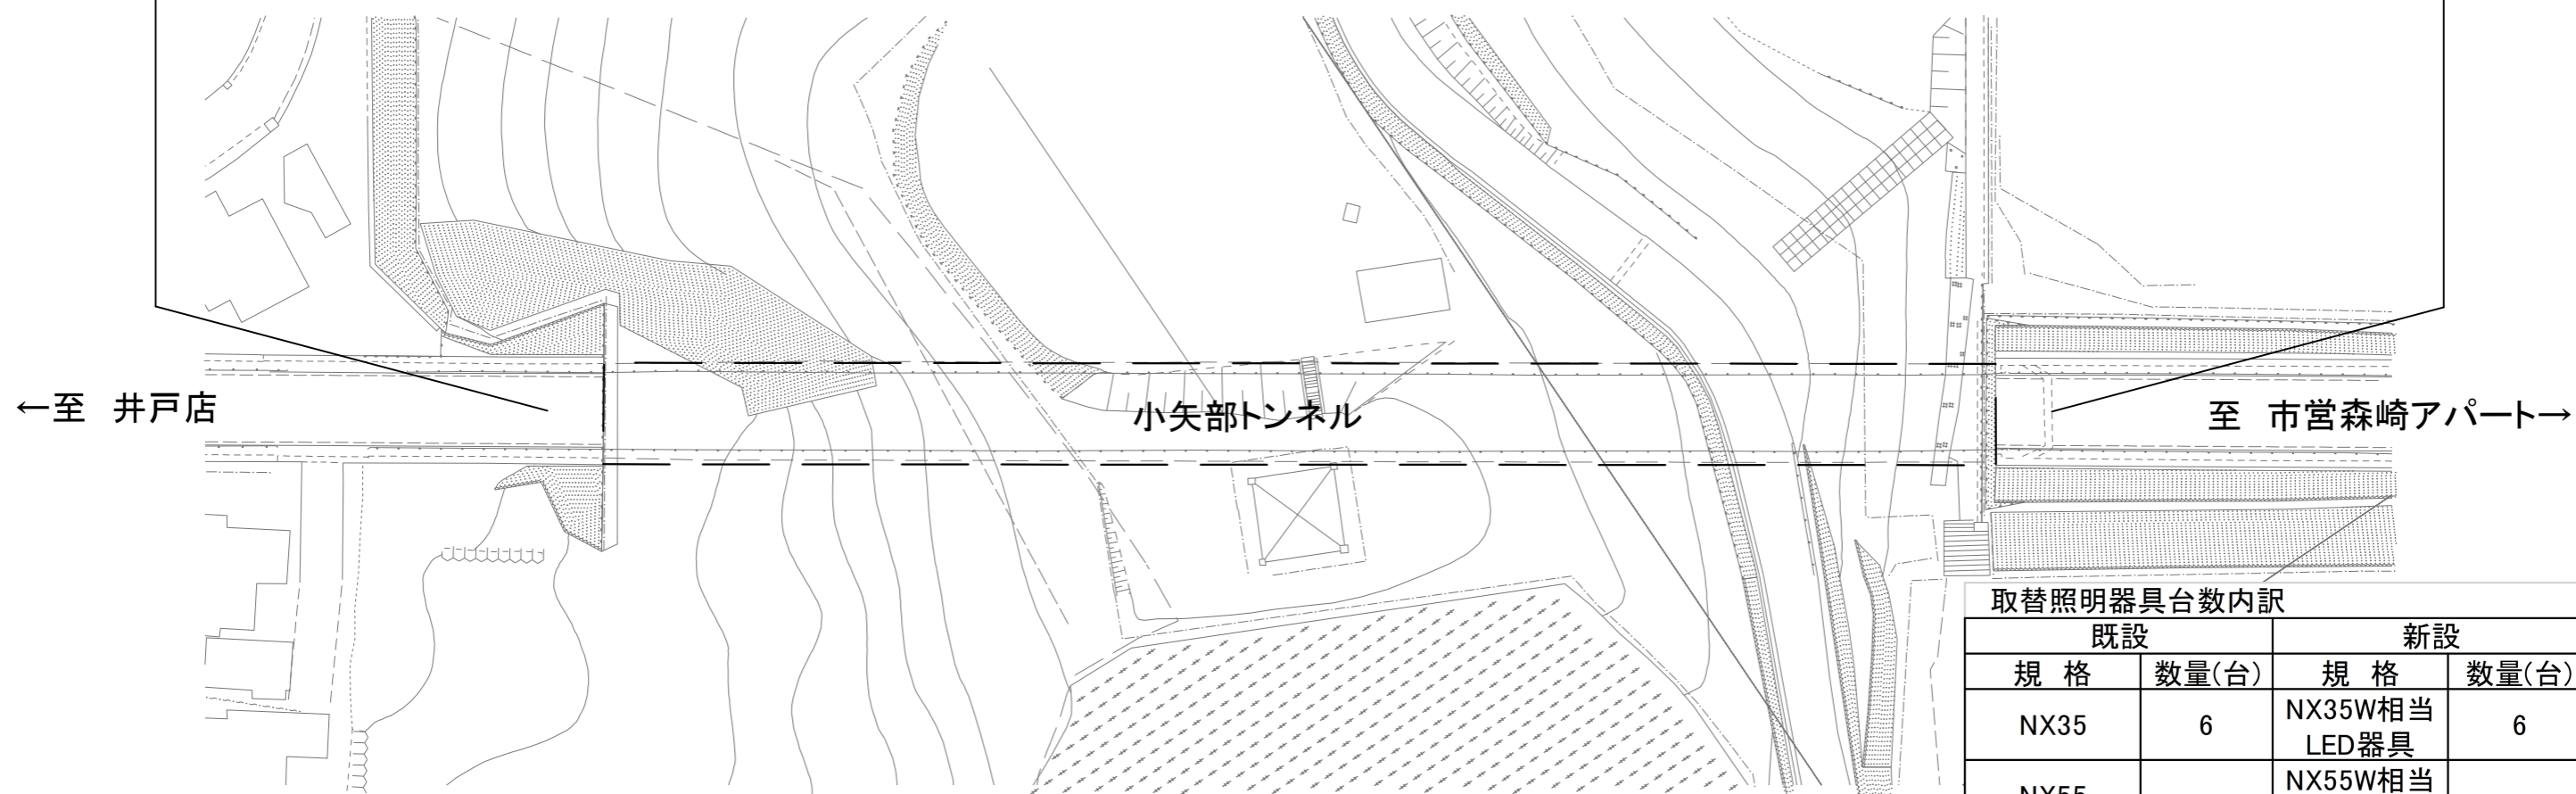 ←至 井戸店
小矢部トンネル
至 市営森崎アパート→
取替照明器具台数内訳
既設 新設
規 格 数量(台) 規 格 数量(台)
NX35 6 NX35W相当 LED器具 6
NX55 NX55W相当